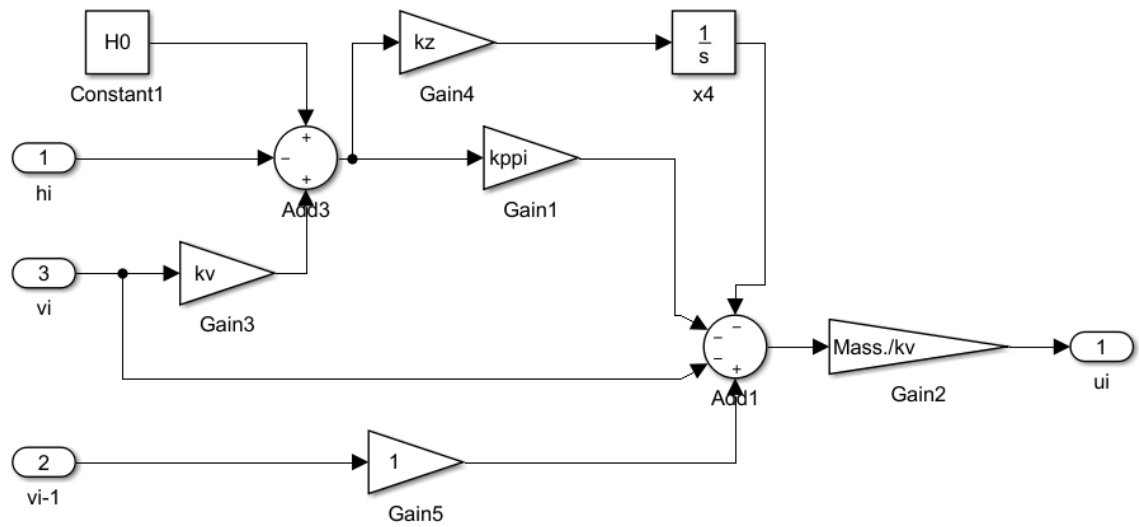 H0
Constant1
kz
Gain4
1
s
x4
+
−
+
Add3
1
hi
kppi
Gain1
3
vi
kv
Gain3
−
−
−
+
Add1
Mass./kv
Gain2
1
ui
2
vi-1
1
Gain5